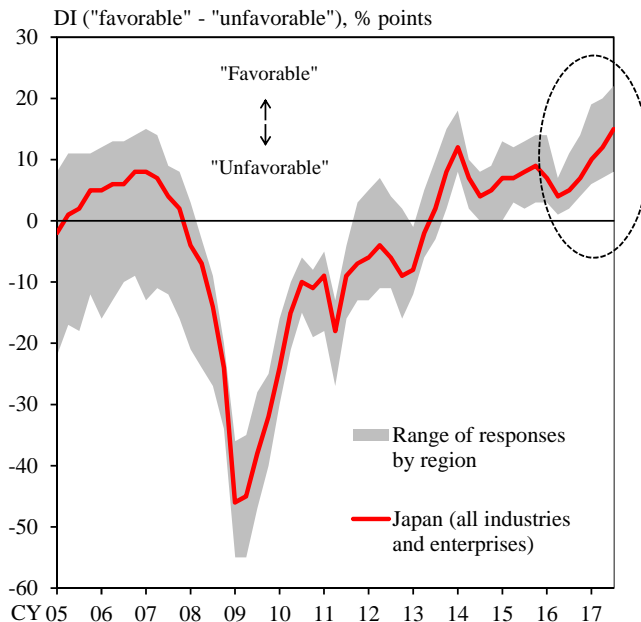 DI ("favorable" - "unfavorable"), % points
30
20
10
0
-10
-20
-30
-40
-50
-60
"Favorable"
"Unfavorable"
Range of responses
by region
Japan (all industries
and enterprises)
CY 05 06 07 08 09 10 11 12 13 14 15 16 17